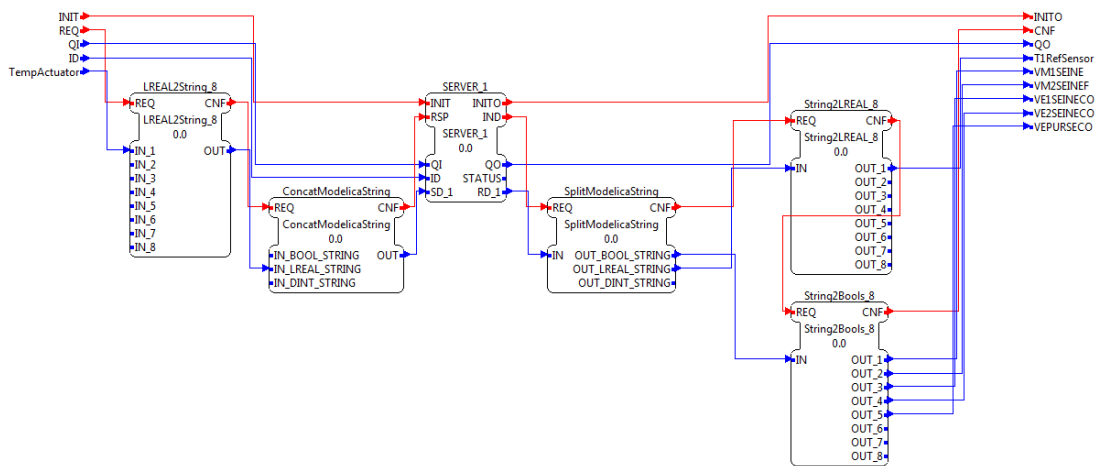 INIT
REQ
QI
ID
TempActuator
LREAL2String_8
REQ CNF
LREAL2String_8
0.0
IN_1 OUT
IN_2
IN_3
IN_4
IN_5
IN_6
IN_7
IN_8
ConcatModelicaString
REQ CNF
ConcatModelicaString
0.0
IN_BOOL_STRING OUT
IN_LREAL_STRING
IN_DINT_STRING
SERVER_1
INIT INITO
RSP IND
SERVER_1
0.0
QI QO
ID STATUS
SD_1 RD_1
SplitModelicaString
REQ CNF
SplitModelicaString
0.0
IN OUT_BOOL_STRING
OUT_LREAL_STRING
OUT_DINT_STRING
String2LREAL_8
REQ CNF
String2LREAL_8
0.0
IN OUT_1
OUT_2
OUT_3
OUT_4
OUT_5
OUT_6
OUT_7
OUT_8
String2Bools_8
REQ CNF
String2Bools_8
0.0
IN OUT_1
OUT_2
OUT_3
OUT_4
OUT_5
OUT_6
OUT_7
OUT_8
INITO
CNF
QO
T1RefSensor
VM1SEINE
VM2SEINEF
VE1SEINECO
VE2SEINECO
VEPURSECO